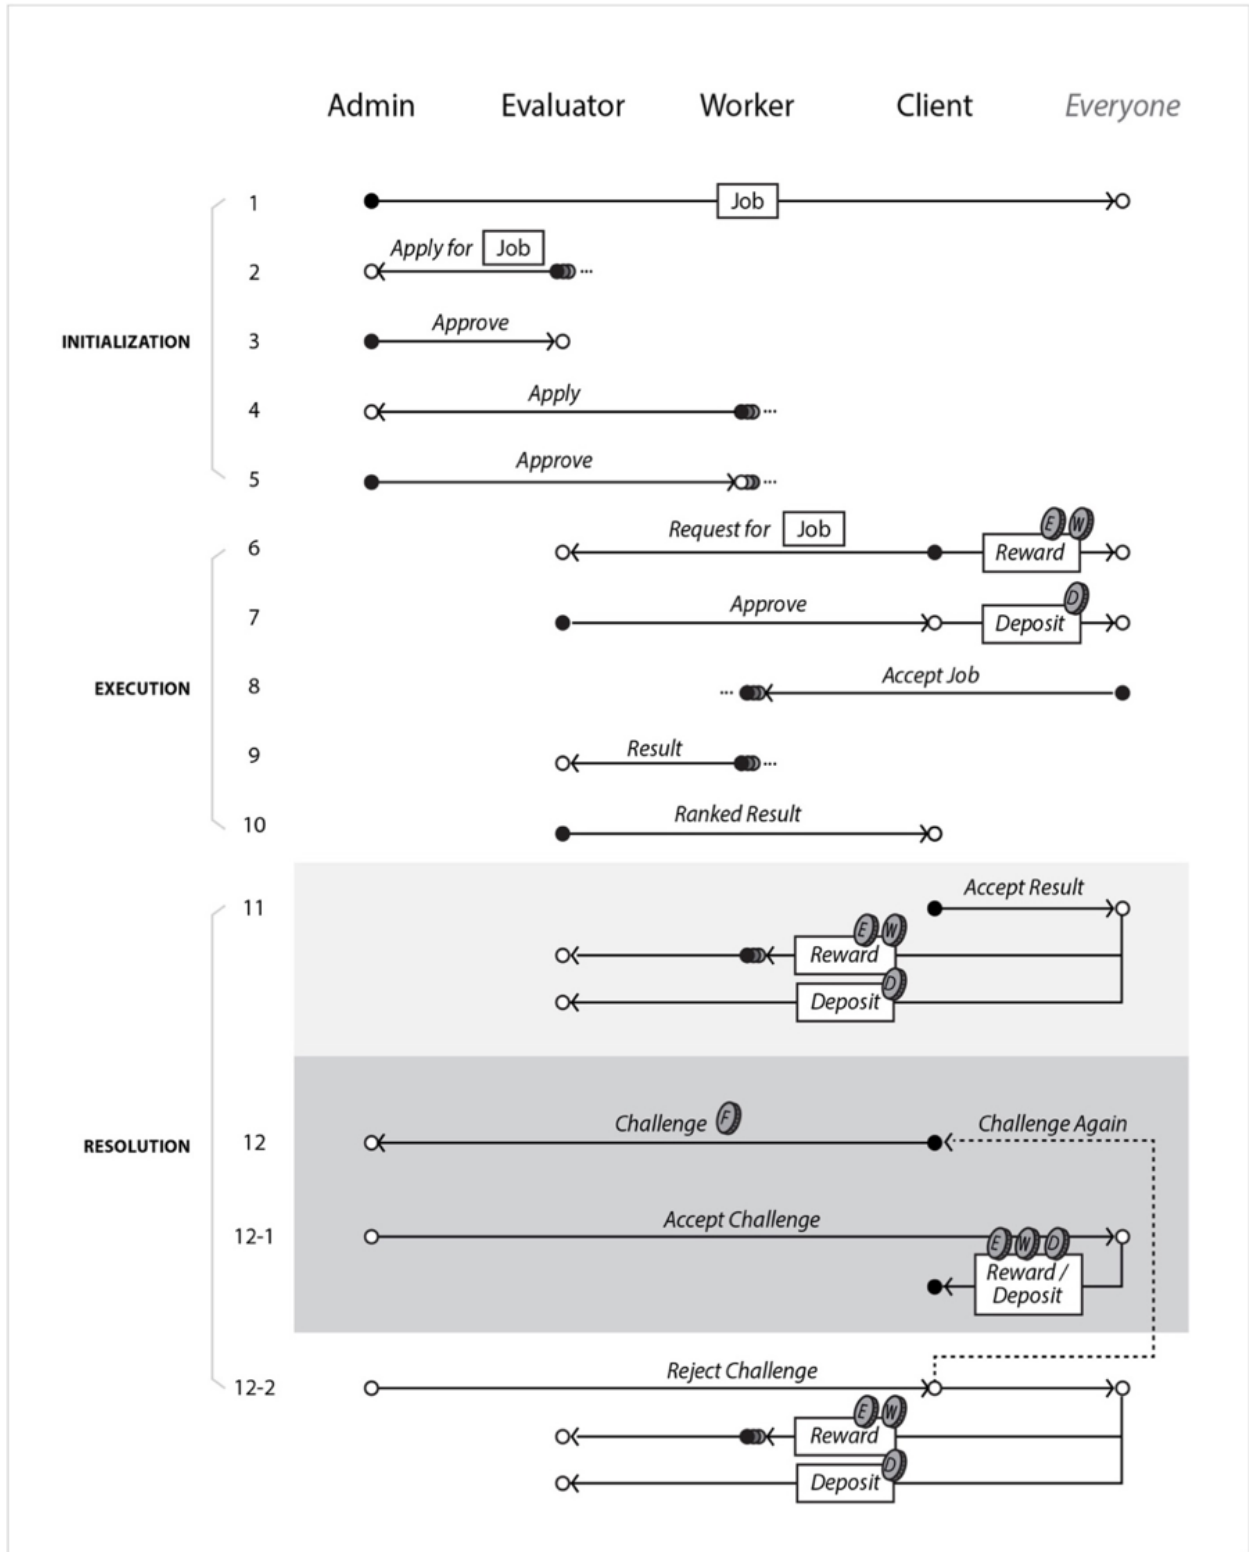 Admin Evaluator Worker Client Everyone
1 Job
Apply for Job
2 ...
INITIALIZATION 3 Approve
4 Apply ...
5 Approve ...
6 Request for Job E W Reward
7 Approve D Deposit
EXECUTION 8 ... Accept Job
9 Result ...
10 Ranked Result
11 Accept Result
E W
Reward
D
Deposit
RESOLUTION 12 Challenge F Challenge Again
12-1 Accept Challenge
E W D
Reward /
Deposit
12-2 Reject Challenge
E W
Reward
D
Deposit